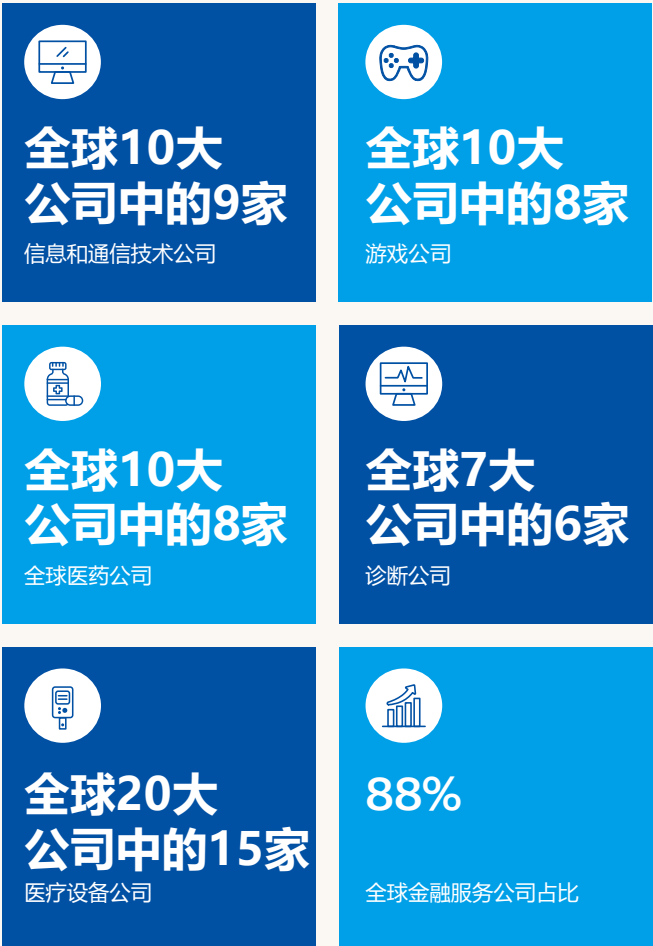 全球10大
公司中的9家
信息和通信技术公司
全球10大
公司中的8家
游戏公司
全球10大
公司中的8家
全球医药公司
全球7大
公司中的6家
诊断公司
全球20大
公司中的15家
医疗设备公司
88%
全球金融服务公司占比